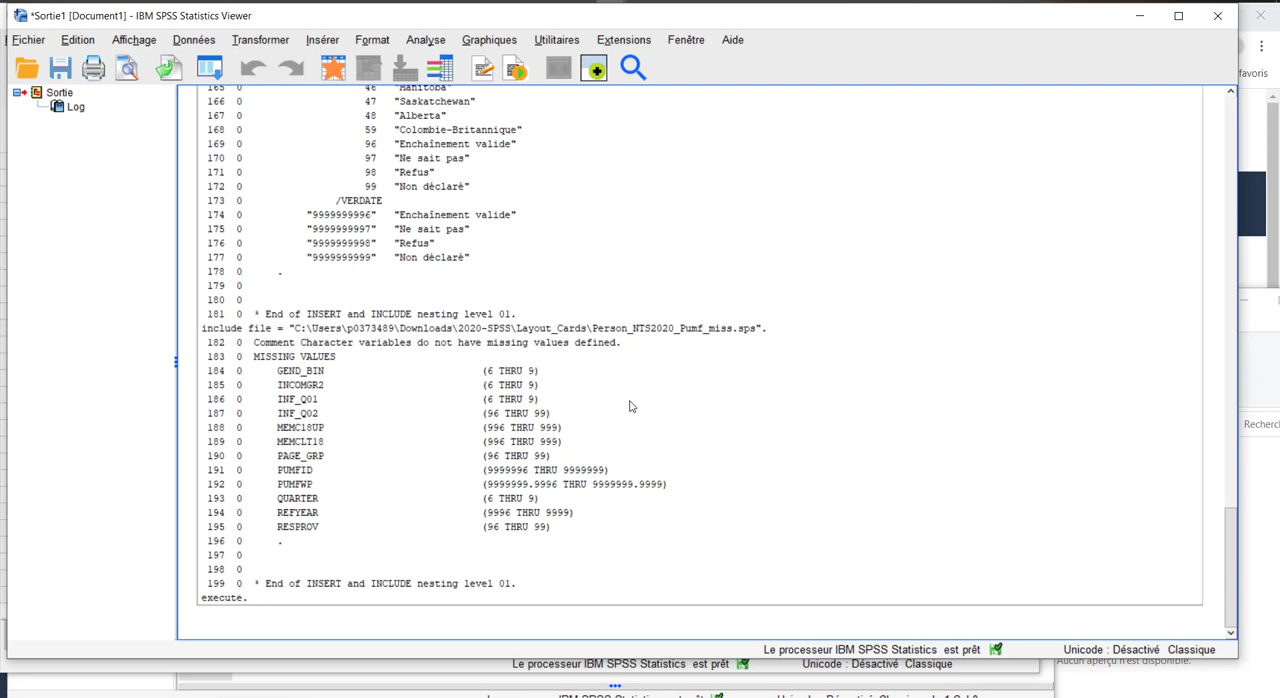 *Sortie1 [Document1] - IBM SPSS Statistics Viewer
Fichier Edition Affichage Données Transformer Insérer Format Analyse Graphiques Utilitaires Extensions Fenêtre Aide
favoris
Sortie
Log
165 0 46 "Manitoba"
166 0 47 "Saskatchewan"
167 0 48 "Alberta"
168 0 59 "Colombie-Britannique"
169 0 96 "Enchaînement valide"
170 0 97 "Ne sait pas"
171 0 98 "Refus"
172 0 99 "Non déclaré"
173 0 /VERDATE
174 0 "9999999996" "Enchaînement valide"
175 0 "9999999997" "Ne sait pas"
176 0 "9999999998" "Refus"
177 0 "9999999999" "Non déclaré"
178 0 .
179 0
180 0
181 0 * End of INSERT and INCLUDE nesting level 01.
include file = "C:\Users\p0373489\Downloads\2020-SPSS\Layout_Cards\Person_NTS2020_Pumf_miss.sps".
182 0 Comment Character variables do not have missing values defined.
183 0 MISSING VALUES
184 0 GEND_BIN (6 THRU 9)
185 0 INCOMGR2 (6 THRU 9)
186 0 INF_Q01 (6 THRU 9)
187 0 INF_Q02 (96 THRU 99)
188 0 MEMC18UP (996 THRU 999)
189 0 MEMCLT18 (996 THRU 999)
190 0 PAGE_GRP (96 THRU 99)
191 0 PUMFID (9999996 THRU 9999999)
192 0 PUMFWP (9999999.9996 THRU 9999999.9999)
193 0 QUARTER (6 THRU 9)
194 0 REFYEAR (9996 THRU 9999)
195 0 RESPROV (96 THRU 99)
196 0 .
197 0
198 0
199 0 * End of INSERT and INCLUDE nesting level 01.
execute.
Recherc
Le processeur IBM SPSS Statistics est prêt Unicode : Désactivé Classique
Le processeur IBM SPSS Statistics est prêt Unicode : Désactivé Classique
Aucun aperçu n'est disponible.